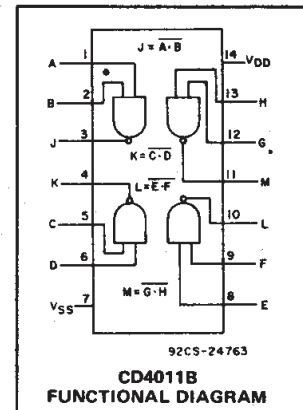 J = A·B
A 1 14 VDD
B 2 13 H
J 3 12 G
K = C·D
11 M
K 4
L = E·F
10 L
C 5
D 6 9 F
M = G·H
VSS 7 8 E
92CS-24763
CD4011B
FUNCTIONAL DIAGRAM